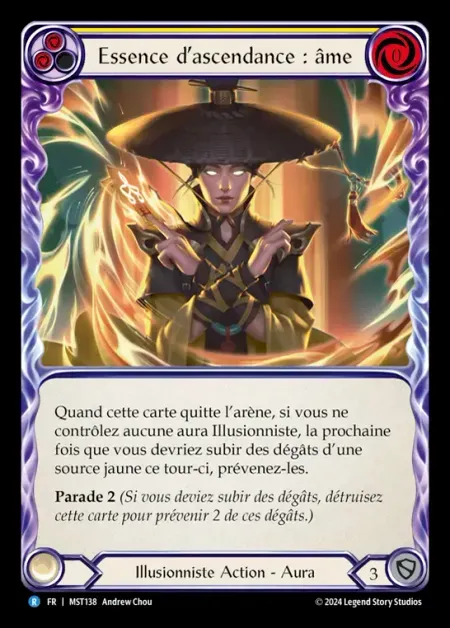 Essence d'ascendance : âme
0
Quand cette carte quitte l'arène, si vous ne
contrôlez aucune aura Illusionniste, la prochaine
fois que vous devriez subir des dégâts d'une
source jaune ce tour-ci, prévenez-les.
Parade 2 (Si vous deviez subir des dégâts, détruisez
cette carte pour prévenir 2 de ces dégâts.)
Illusionniste Action - Aura
3
R FR | MST138 Andrew Chou
© 2024 Legend Story Studios